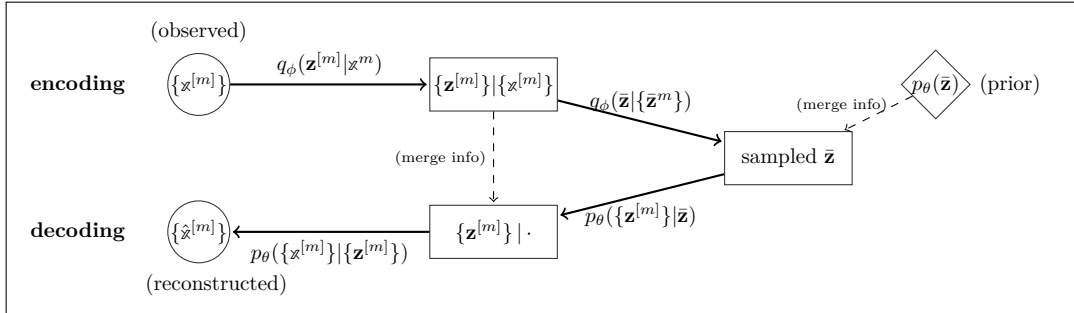 (observed)
encoding
{𝕩^{[m]}}
q_ϕ(𝐳^{[m]}|𝕩^m)
{𝐳^{[m]}}|{𝕩^{[m]}}
q_ϕ(𝐳̄|{𝐳̄^m})
p_θ(𝐳̄)
(prior)
(merge info)
(merge info)
sampled 𝐳̄
decoding
{𝕩̂^{[m]}}
p_θ({𝕩^{[m]}}|{𝐳^{[m]}})
{𝐳^{[m]}} | ·
p_θ({𝐳^{[m]}}|𝐳̄)
(reconstructed)